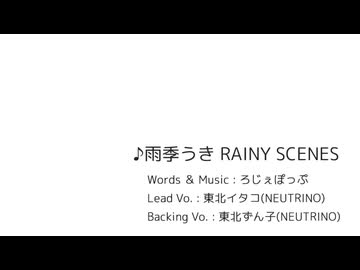 ♪雨季うき RAINY SCENES
Words & Music : ろじぇぽっぷ
Lead Vo. : 東北イタコ(NEUTRINO)
Backing Vo. : 東北ずん子(NEUTRINO)